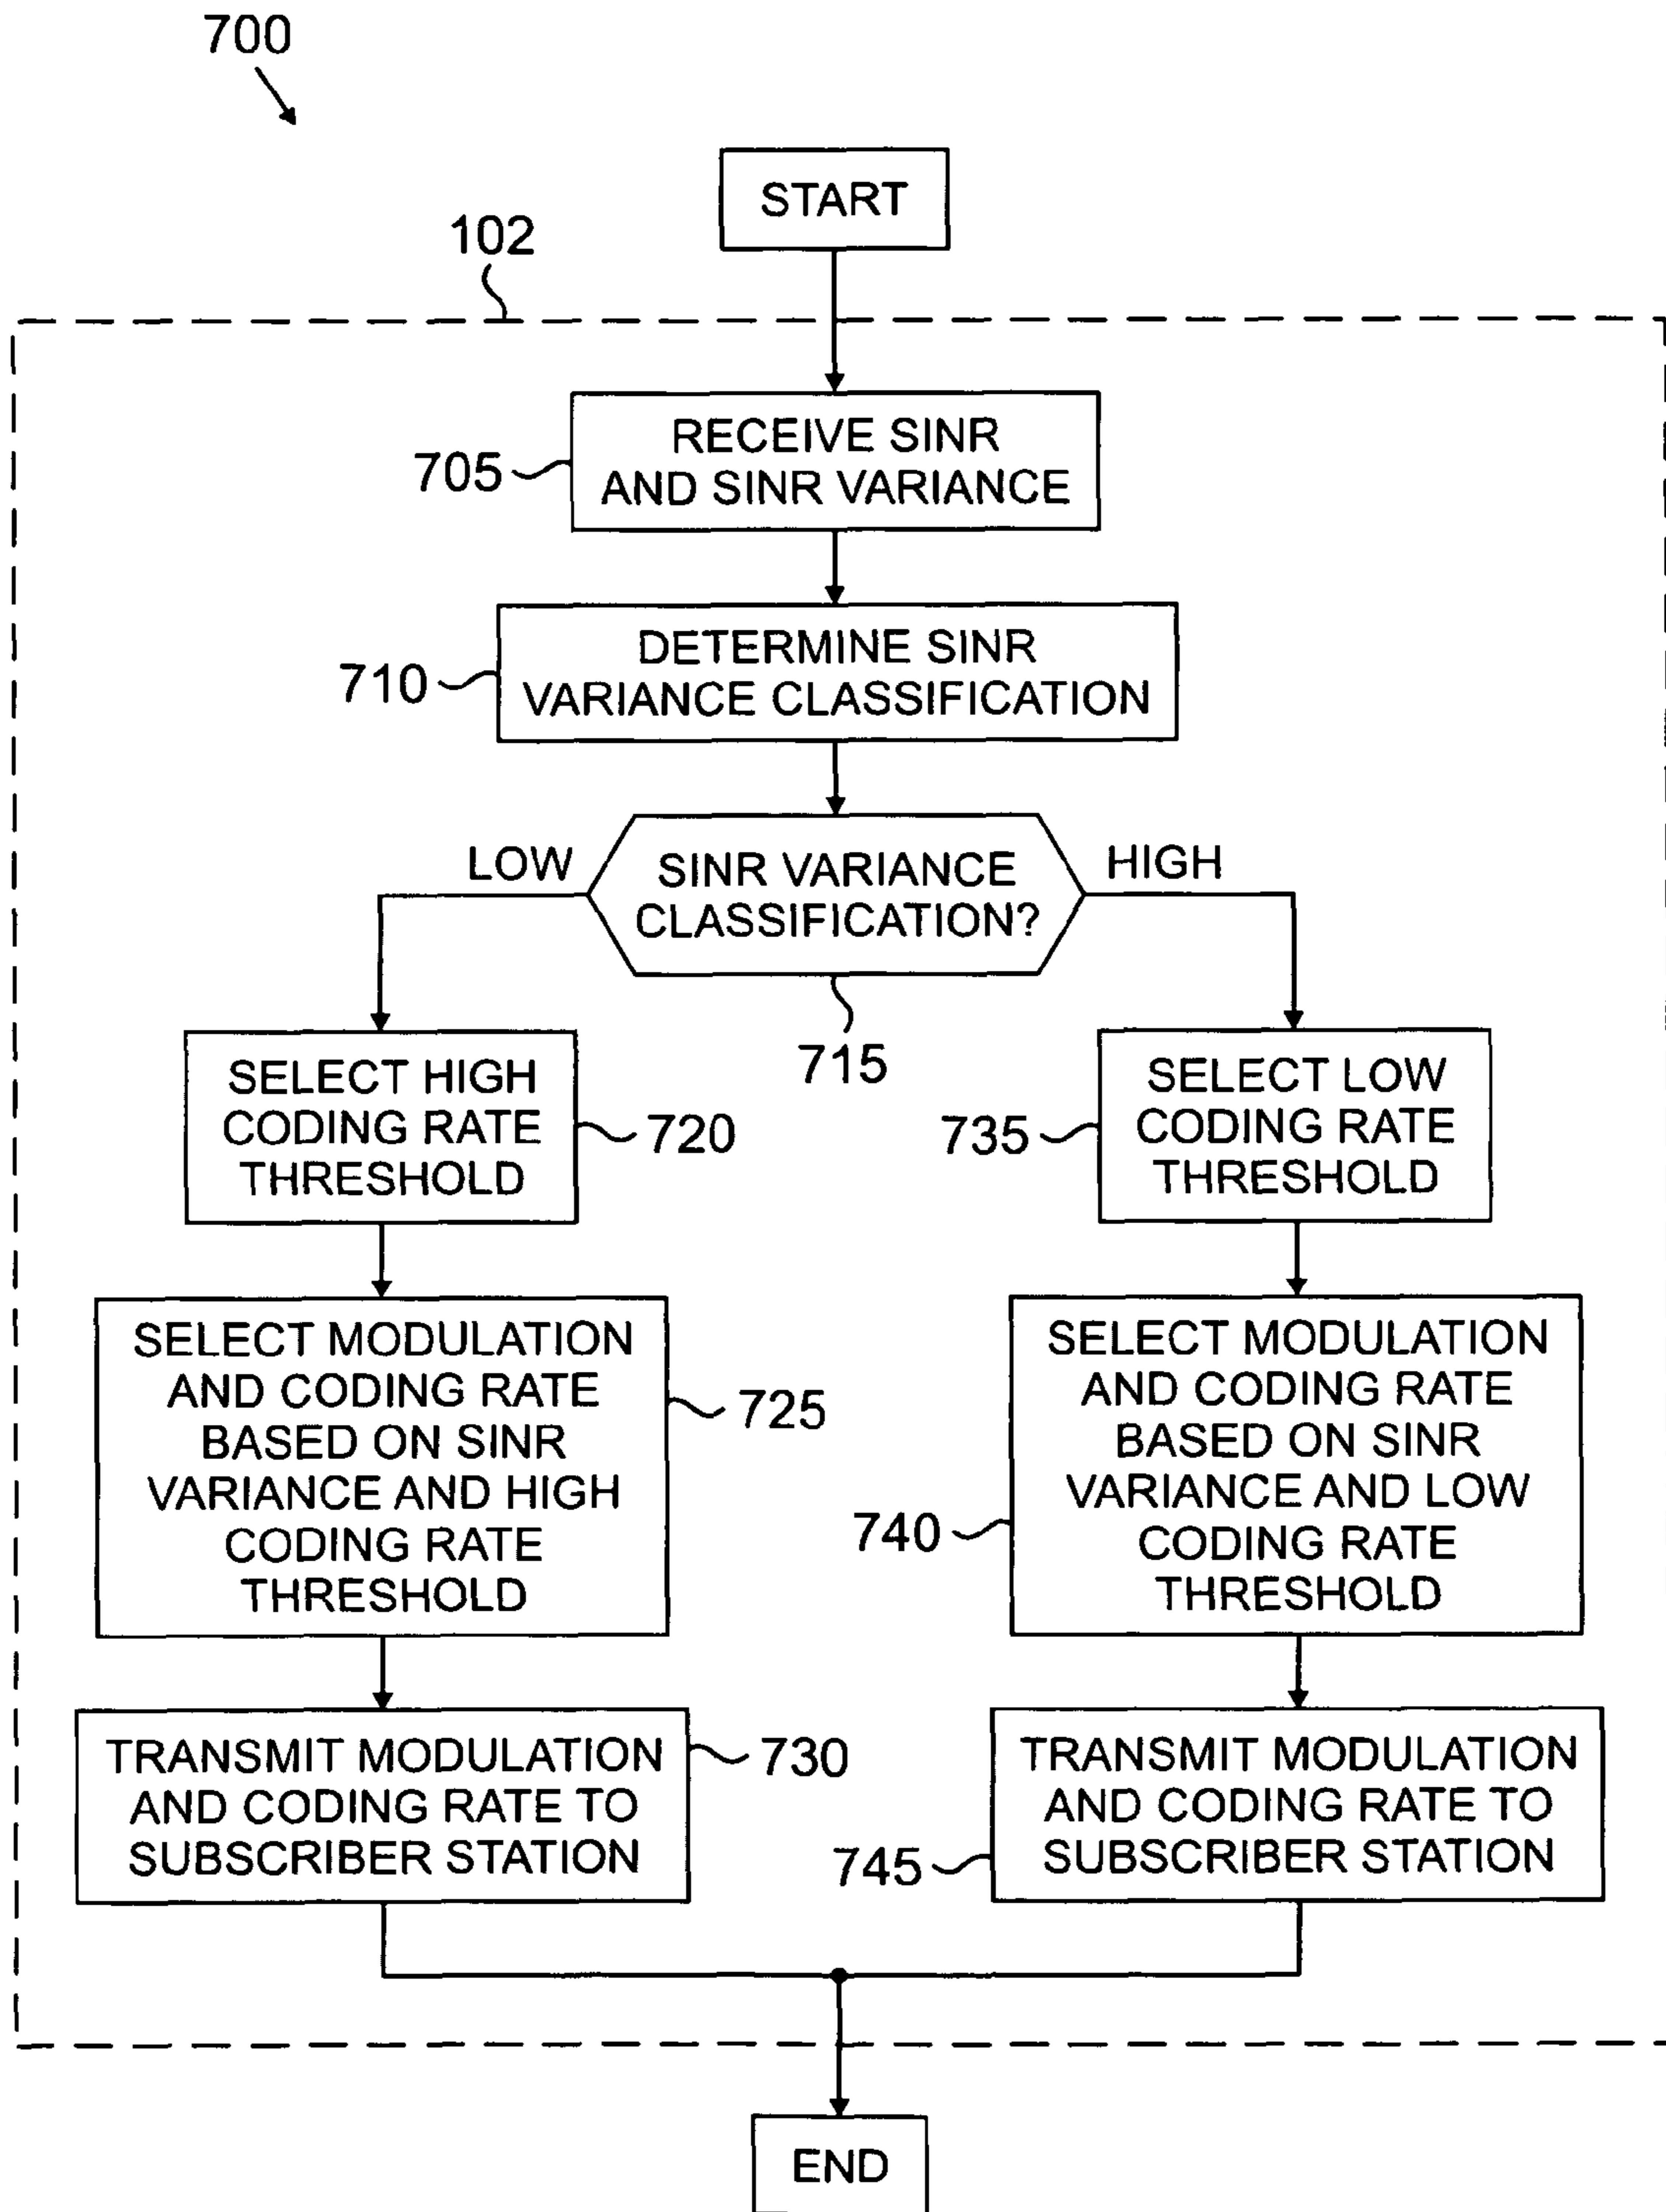 700
START
102
RECEIVE SINR
AND SINR VARIANCE
705
DETERMINE SINR
VARIANCE CLASSIFICATION
710
LOW
SINR VARIANCE
CLASSIFICATION?
HIGH
715
SELECT HIGH
CODING RATE
THRESHOLD
720
SELECT MODULATION
AND CODING RATE
BASED ON SINR
VARIANCE AND HIGH
CODING RATE
THRESHOLD
725
TRANSMIT MODULATION
AND CODING RATE TO
SUBSCRIBER STATION
730
SELECT LOW
CODING RATE
THRESHOLD
735
SELECT MODULATION
AND CODING RATE
BASED ON SINR
VARIANCE AND LOW
CODING RATE
THRESHOLD
740
TRANSMIT MODULATION
AND CODING RATE TO
SUBSCRIBER STATION
745
END